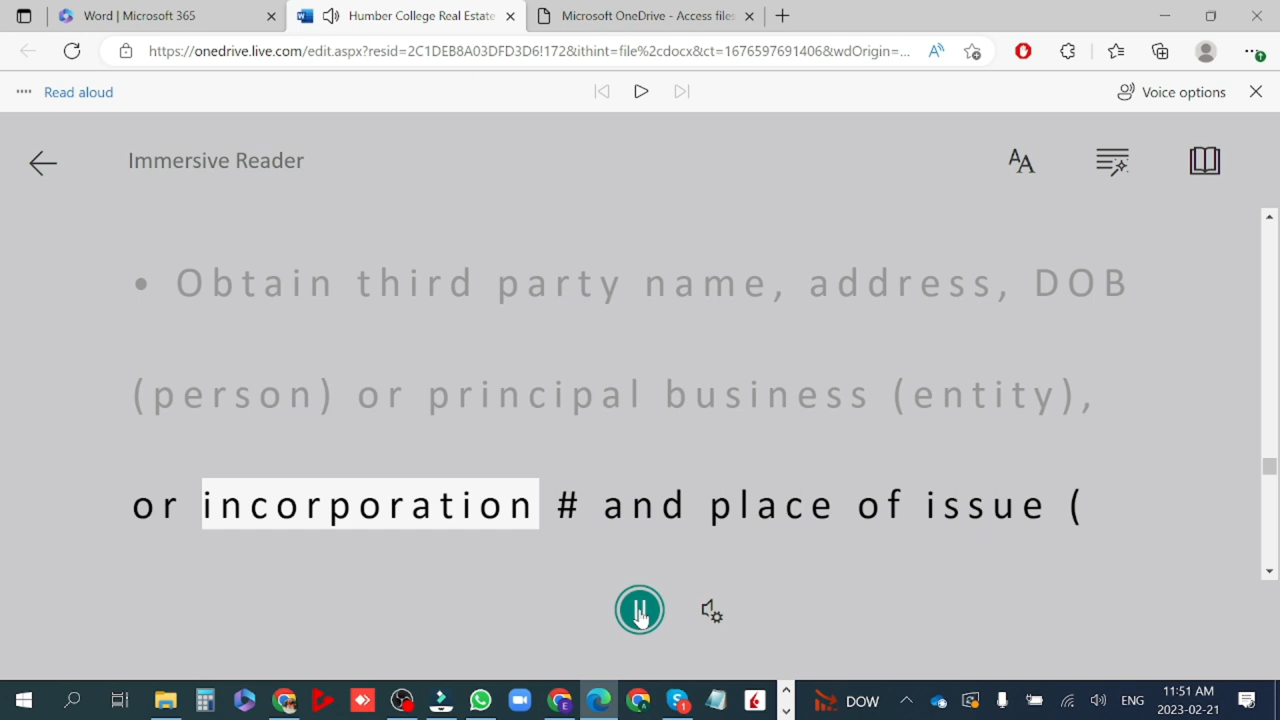 Word | Microsoft 365
Humber College Real Estate
Microsoft OneDrive - Access files
https://onedrive.live.com/edit.aspx?resid=2C1DEB8A03DFD3D6!172&ithint=file%2cdocx&ct=1676597691406&wdOrigin=...
Read aloud
Voice options
Immersive Reader
• Obtain third party name, address, DOB
(person) or principal business (entity),
or incorporation # and place of issue (
DOW
ENG
11:51 AM
2023-02-21